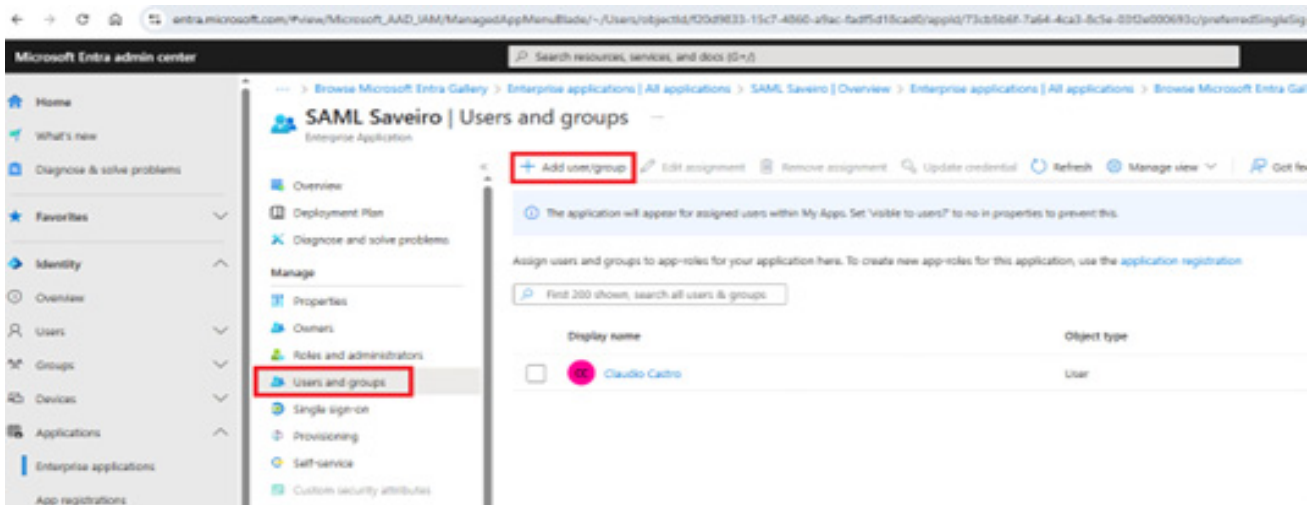 entra.microsoft.com/#view/Microsoft_AAD_IAM/ManagedAppMenuBlade/~/Users/objectId/
Microsoft Entra admin center
Search resources, services, and docs (G+/)
Home
What's new
Diagnose & solve problems
Favorites
Identity
Overview
Users
Groups
Devices
Applications
Enterprise applications
App registrations
··· > Browse Microsoft Entra Gallery > Enterprise applications | All applications > SAML Saveiro | Overview > Enterprise applications | All applications > Browse Microsoft Entra Gal
SAML Saveiro | Users and groups ···
Enterprise Application
Overview
Deployment Plan
Diagnose and solve problems
Manage
Properties
Owners
Roles and administrators
Users and groups
Single sign-on
Provisioning
Self-service
Custom security attributes
+ Add user/group Edit assignment Remove assignment Update credential Refresh Manage view Got fee
The application will appear for assigned users within My Apps. Set 'visible to users?' to no in properties to prevent this.
Assign users and groups to app-roles for your application here. To create new app-roles for this application, use the application registration
First 200 shown, search all users & groups
Display name Object type
CC Claudio Castro User